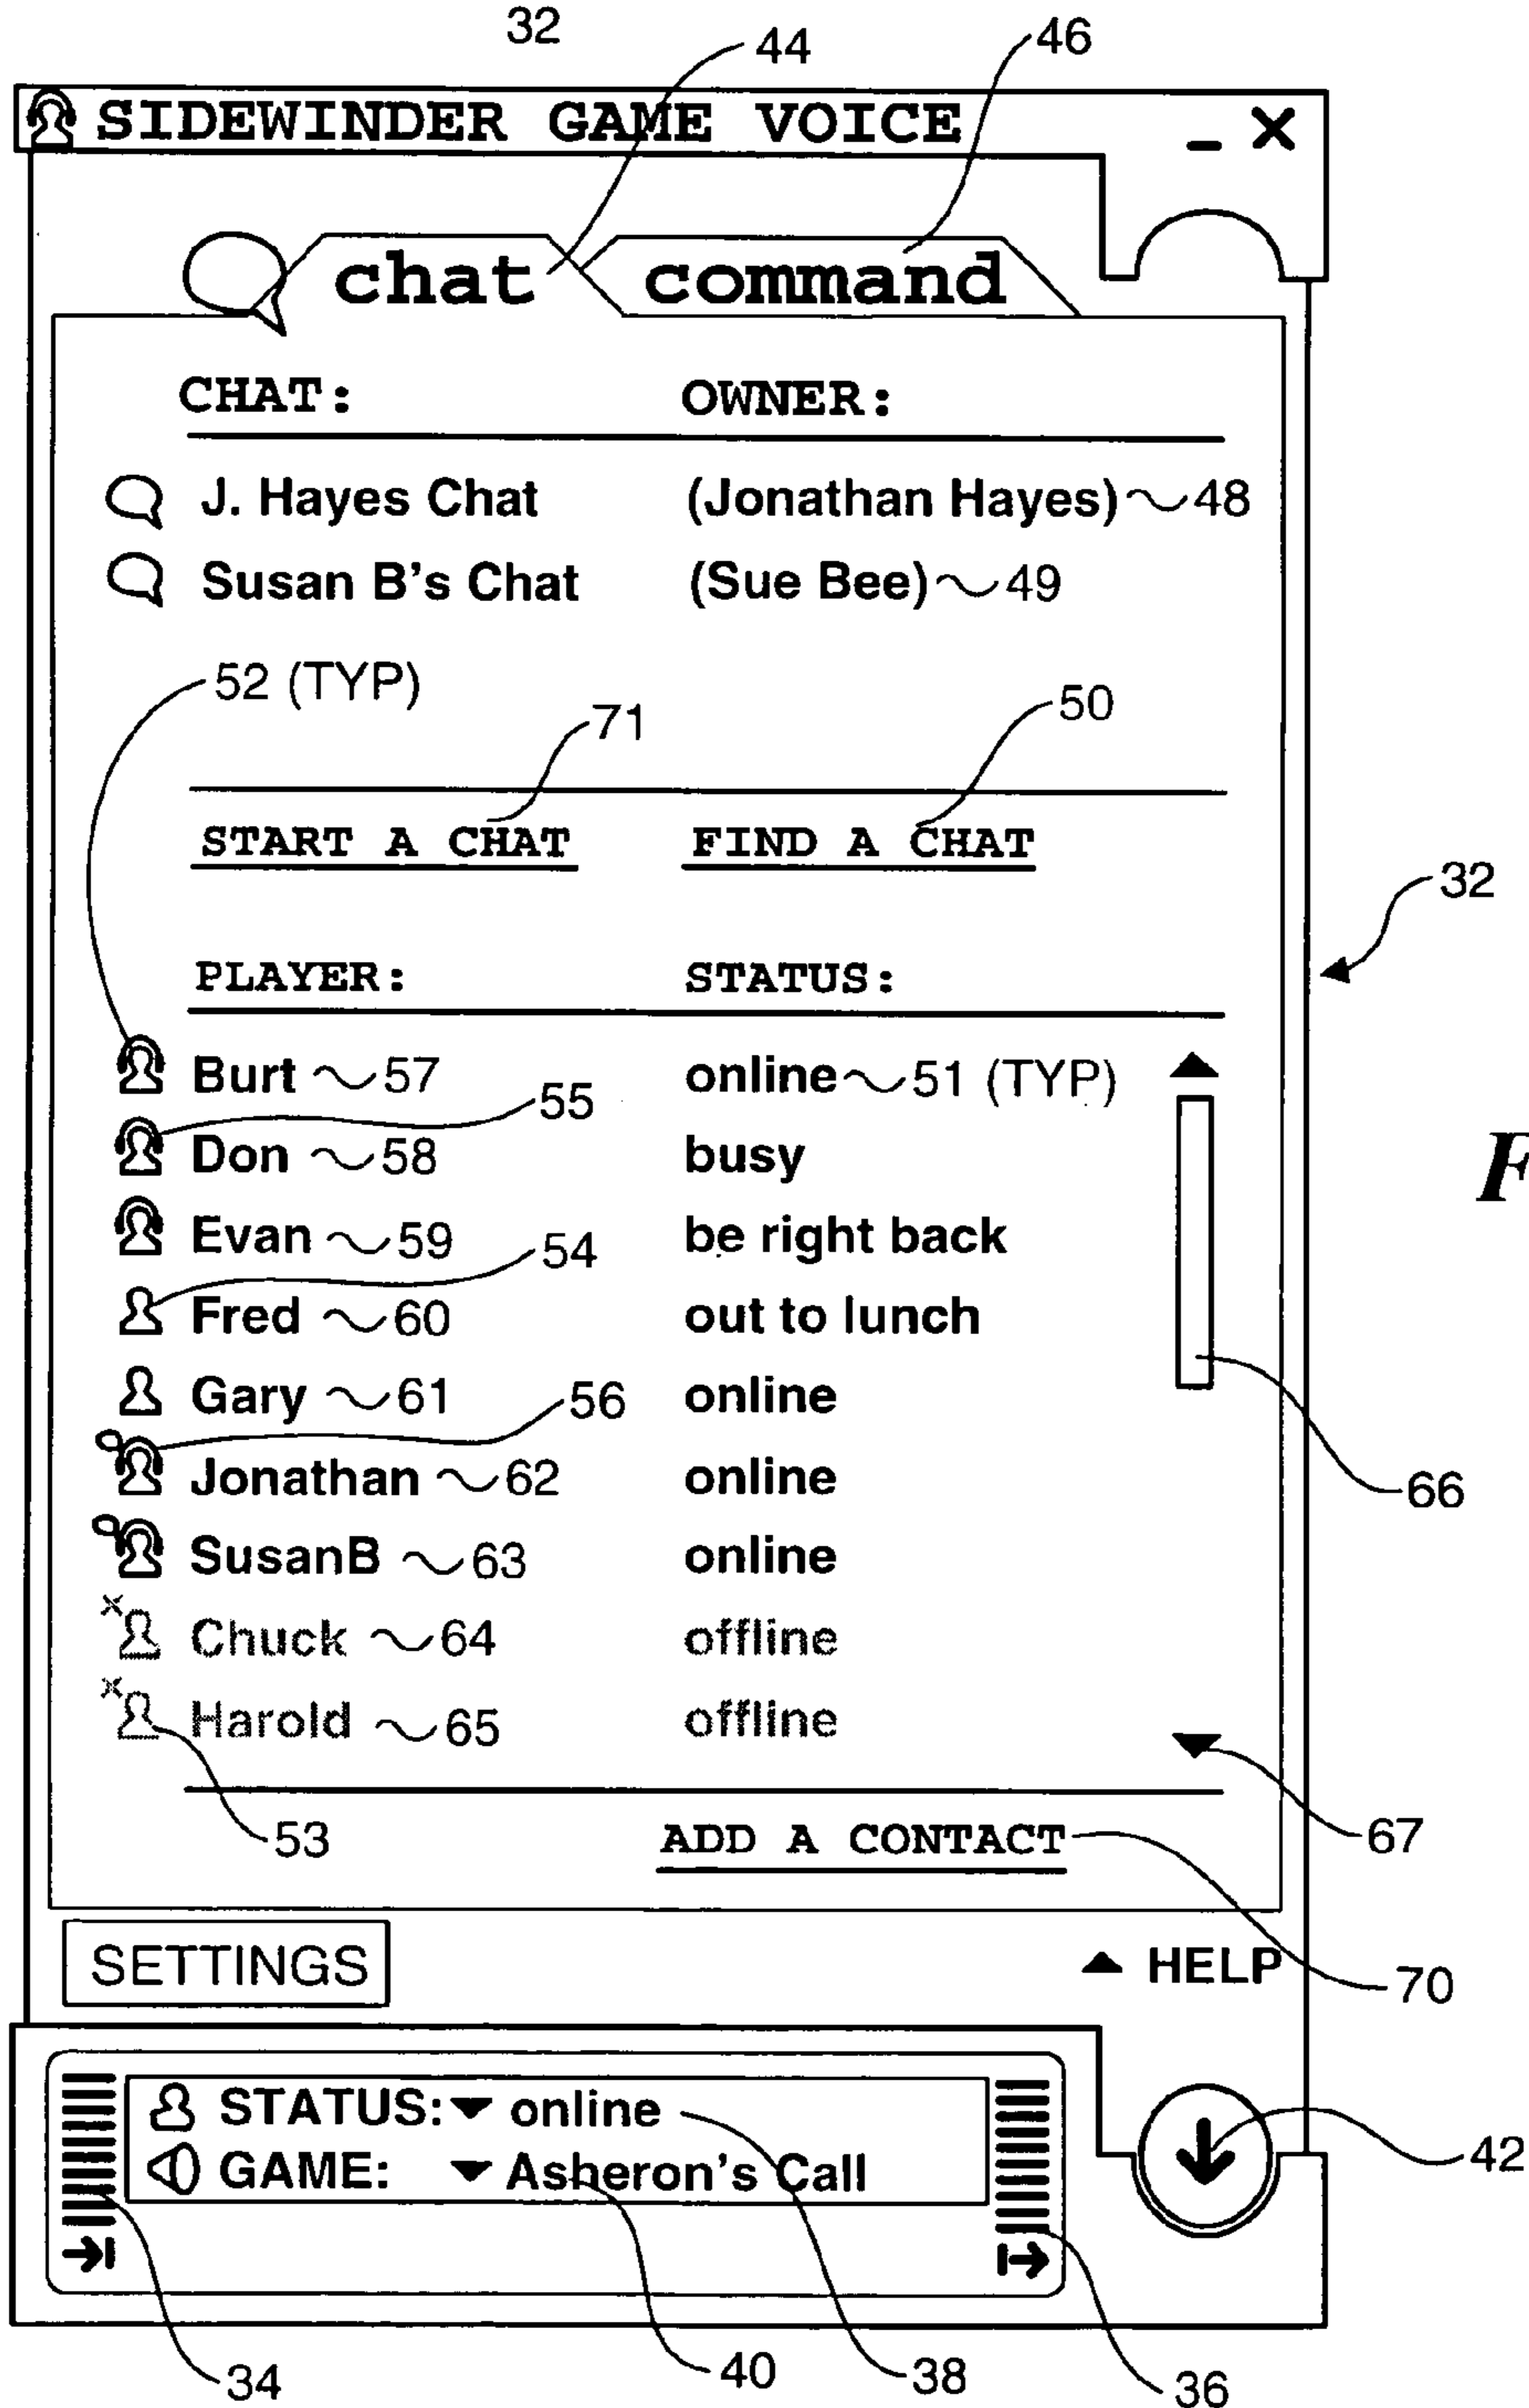 32 44 46
SIDEWINDER GAME VOICE
chat command
CHAT: OWNER:
J. Hayes Chat (Jonathan Hayes) 48
Susan B's Chat (Sue Bee) 49
52 (TYP)
71 50
START A CHAT FIND A CHAT
32
PLAYER: STATUS:
Burt 57 online 51 (TYP)
55
Don 58 busy
F
Evan 59 be right back
54
Fred 60 out to lunch
Gary 61 online
56
Jonathan 62 online
66
SusanB 63 online
Chuck 64 offline
Harold 65 offline
53 ADD A CONTACT 67
SETTINGS HELP
70
STATUS: online
GAME: Asheron's Call
42
34 40 38 36